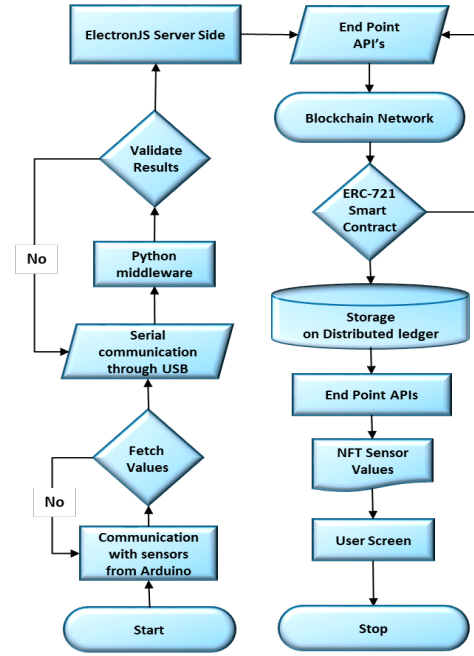 ElectronJS Server Side
End Point
API's
Validate
Results
Blockchain Network
ERC-721
Smart
Contract
No
Python
middleware
Storage
on Distributed ledger
Serial
communication
through USB
End Point APIs
Fetch
Values
NFT Sensor
Values
No
Communication
with sensors
from Arduino
User Screen
Start
Stop